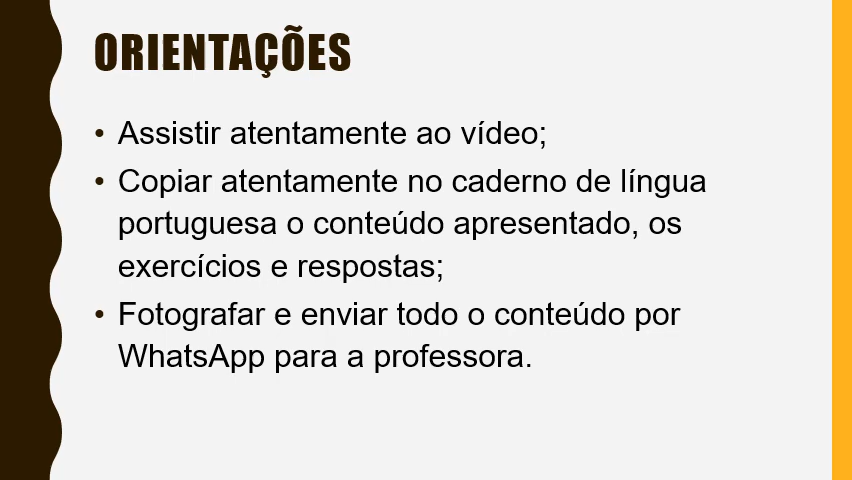 ORIENTAÇÕES
• Assistir atentamente ao vídeo;
• Copiar atentamente no caderno de língua
portuguesa o conteúdo apresentado, os
exercícios e respostas;
• Fotografar e enviar todo o conteúdo por
WhatsApp para a professora.